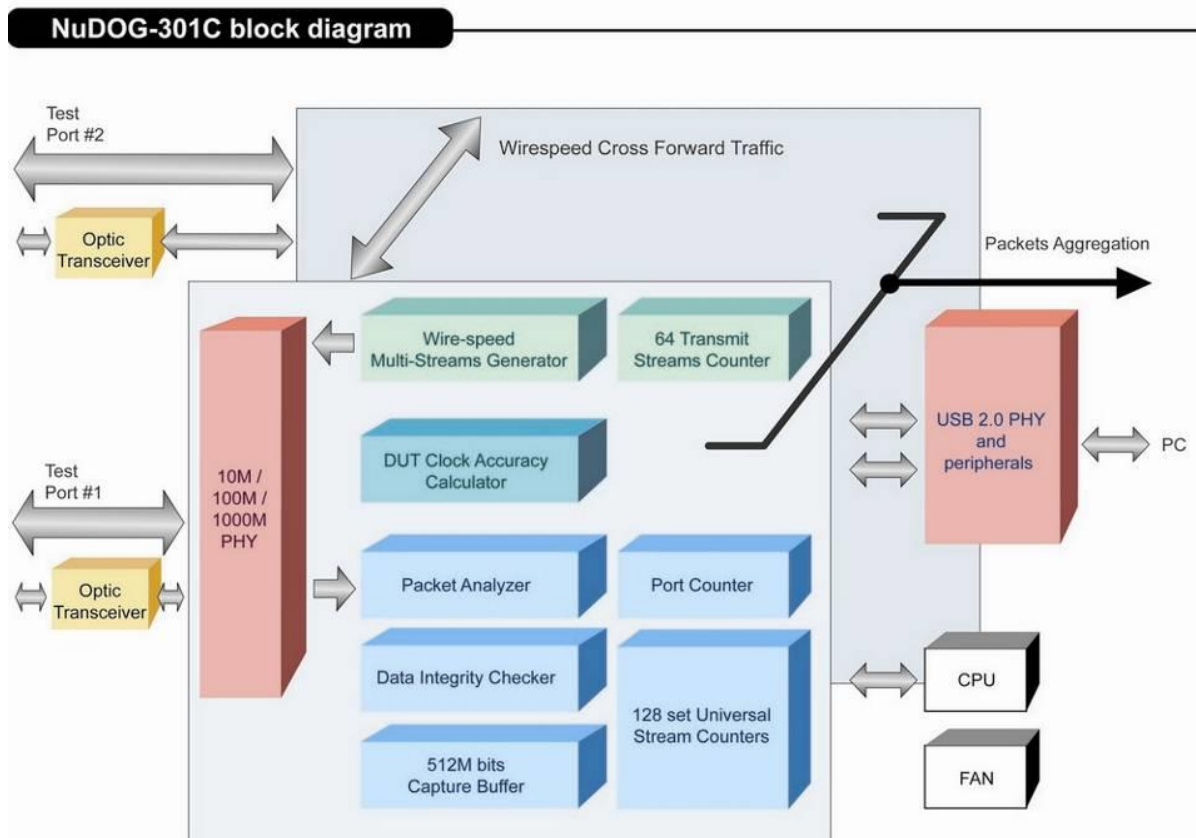 NuDOG-301C block diagram
Test
Port #2
Wirespeed Cross Forward Traffic
Optic
Transceiver
Packets Aggregation
Wire-speed
Multi-Streams Generator
64 Transmit
Streams Counter
DUT Clock Accuracy
Calculator
USB 2.0 PHY
and
peripherals
PC
Test
Port #1
10M /
100M /
1000M
PHY
Optic
Transceiver
Packet Analyzer
Port Counter
Data Integrity Checker
128 set Universal
Stream Counters
512M bits
Capture Buffer
CPU
FAN